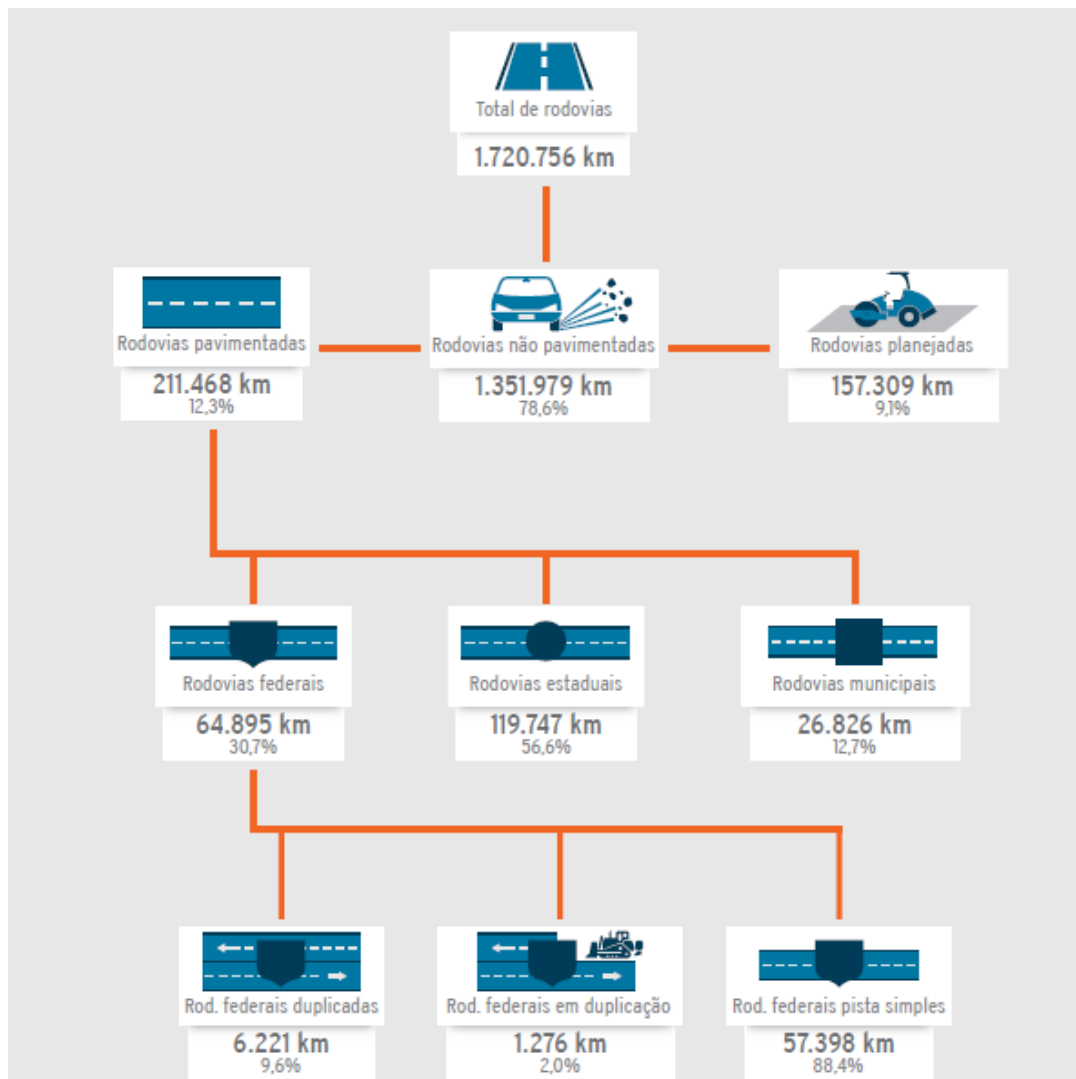 Total de rodovias
1.720.756 km
Rodovias pavimentadas
211.468 km
12,3%
Rodovias não pavimentadas
1.351.979 km
78,6%
Rodovias planejadas
157.309 km
9,1%
Rodovias federais
64.895 km
30,7%
Rodovias estaduais
119.747 km
56,6%
Rodovias municipais
26.826 km
12,7%
Rod. federais duplicadas
6.221 km
9,6%
Rod. federais em duplicação
1.276 km
2,0%
Rod. federais pista simples
57.398 km
88,4%